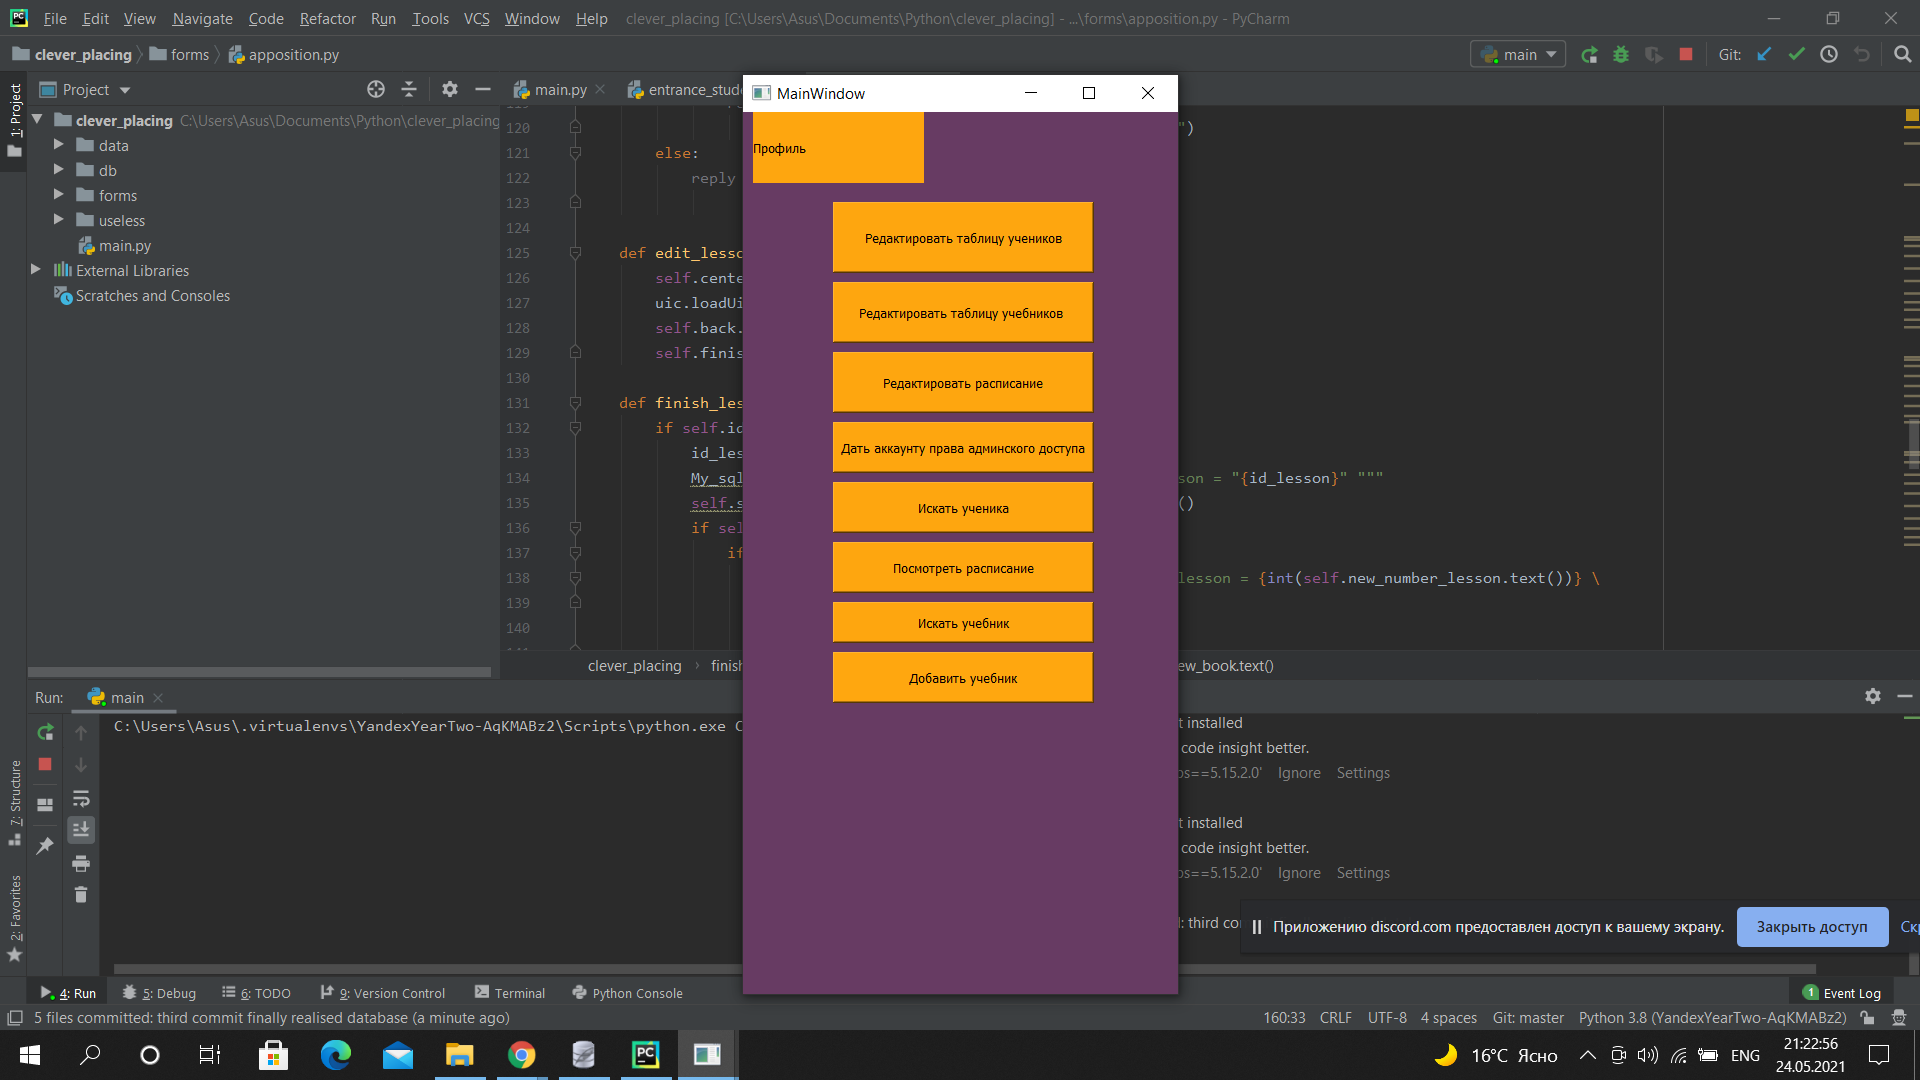 File Edit View Navigate Code Refactor Run Tools VCS Window Help clever_placing [C:\Users\Asus\Documents\Python\clever_placing] - ...\forms\apposition.py - PyCharm
clever_placing forms apposition.py main Git:
1: Project
Project main.py
MainWindow
clever_placing C:\Users\Asus\Documents\Python\clever_placing
data
db
forms
useless
main.py
External Libraries
Scratches and Consoles
120 ")
121 else:
122 reply
123
124
125 def edit_lesso
126 self.cente
127 uic.loadUi
128 self.back.
129 self.finis
130
131 def finish_les
132 if self.id
133 id_les
134 My_sql son = "{id_lesson}" """
135 self.s ()
136 if sel
137 if
138 lesson = {int(self.new_number_lesson.text())} \
139
140
clever_placing › finish ew_book.text()
Профиль
Редактировать таблицу учеников
Редактировать таблицу учебников
Редактировать расписание
Дать аккаунту права админского доступа
Искать ученика
Посмотреть расписание
Искать учебник
Добавить учебник
Run: main
C:\Users\Asus\.virtualenvs\YandexYearTwo-AqKMABz2\Scripts\python.exe C
t installed
code insight better.
os==5.15.2.0' Ignore Settings
t installed
code insight better.
os==5.15.2.0' Ignore Settings
d: third co
Приложению discord.com предоставлен доступ к вашему экрану. Закрыть доступ Скр
7: Structure
2: Favorites
4: Run 5: Debug 6: TODO 9: Version Control Terminal Python Console 1 Event Log
5 files committed: third commit finally realised database (a minute ago) 160:33 CRLF UTF-8 4 spaces Git: master Python 3.8 (YandexYearTwo-AqKMABz2)
16°C Ясно ENG 21:22:56
24.05.2021